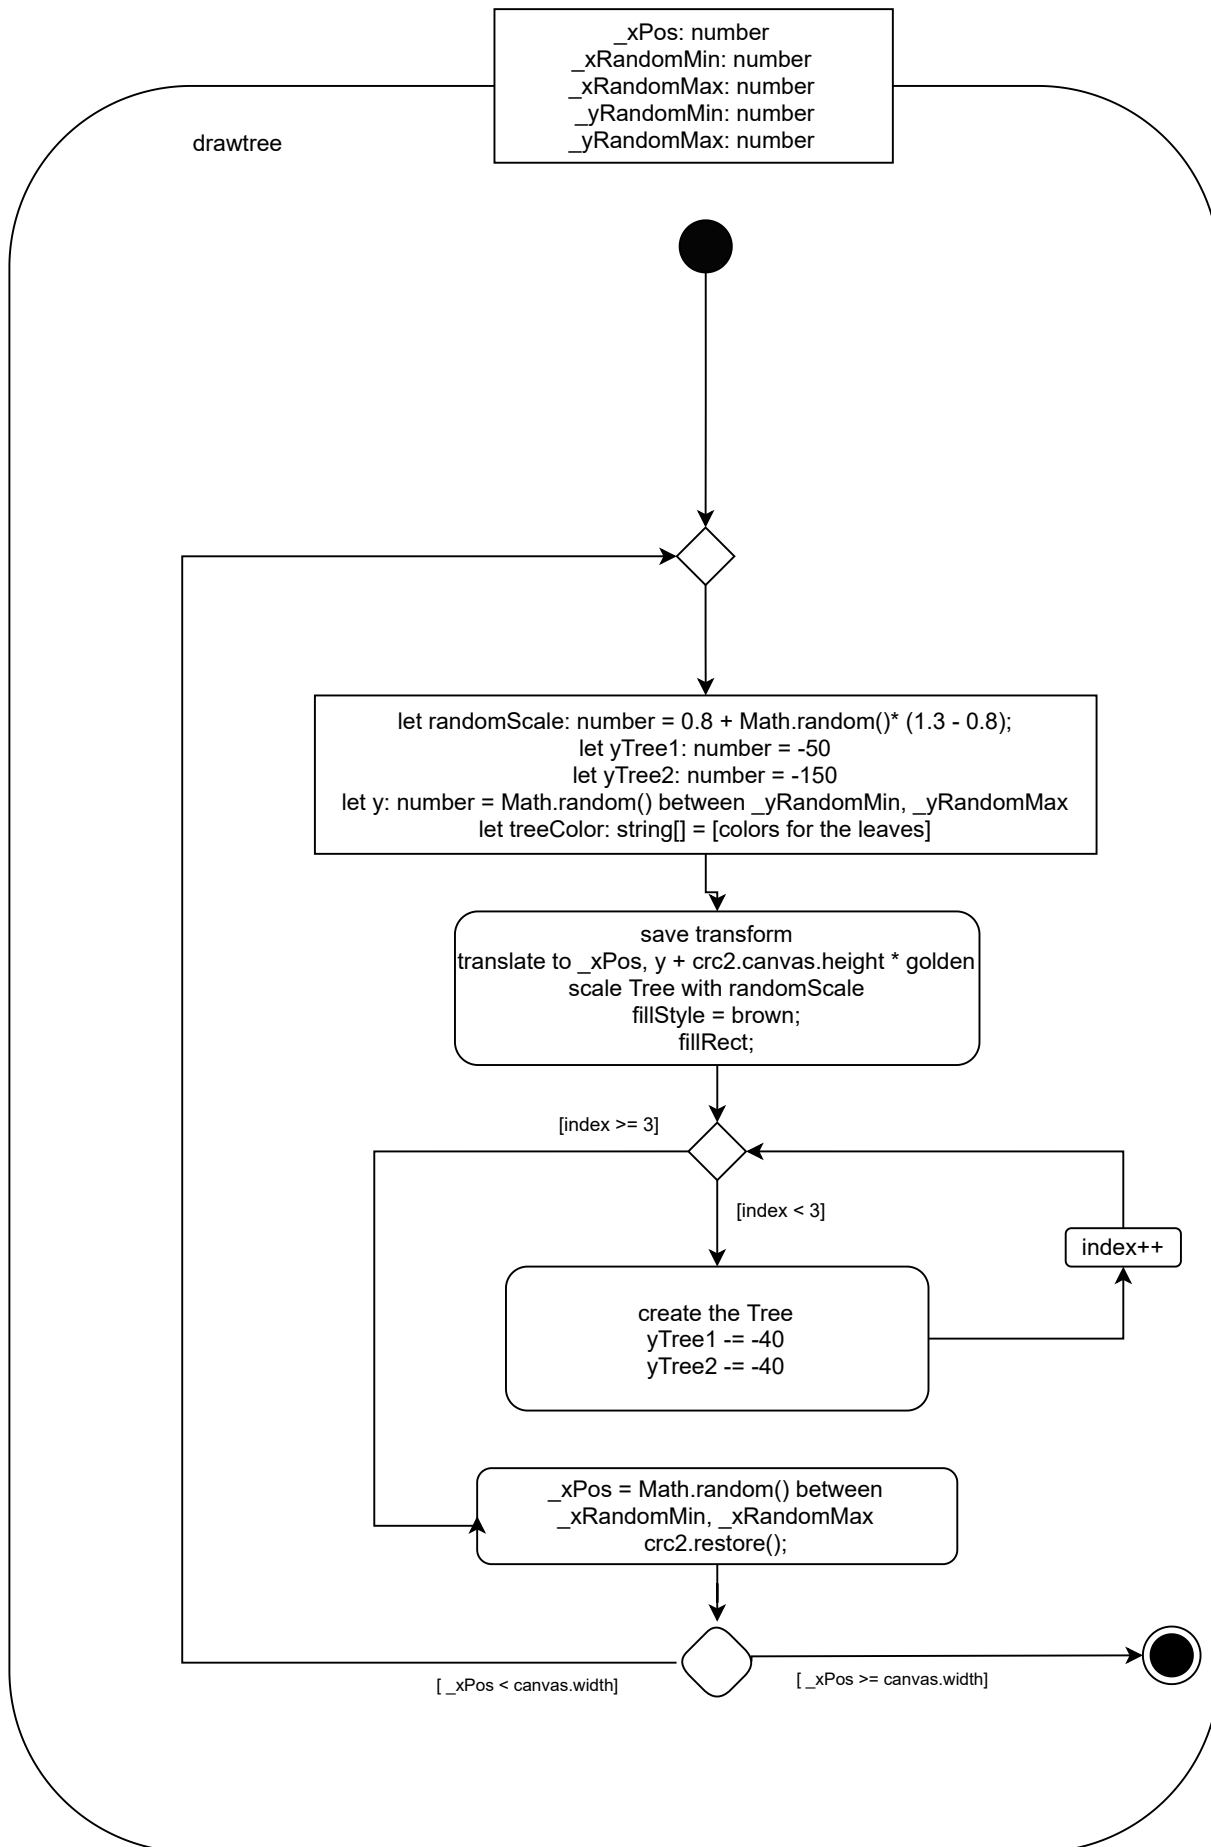 _xPos: number
_xRandomMin: number
_xRandomMax: number
_yRandomMin: number
_yRandomMax: number
drawtree
let randomScale: number = 0.8 + Math.random()* (1.3 - 0.8);
let yTree1: number = -50
let yTree2: number = -150
let y: number = Math.random() between _yRandomMin, _yRandomMax
let treeColor: string[] = [colors for the leaves]
save transform
translate to _xPos, y + crc2.canvas.height * golden
scale Tree with randomScale
fillStyle = brown;
fillRect;
[index >= 3]
[index < 3]
index++
create the Tree
yTree1 -= -40
yTree2 -= -40
_xPos = Math.random() between
_xRandomMin, _xRandomMax
crc2.restore();
[ _xPos < canvas.width]
[ _xPos >= canvas.width]